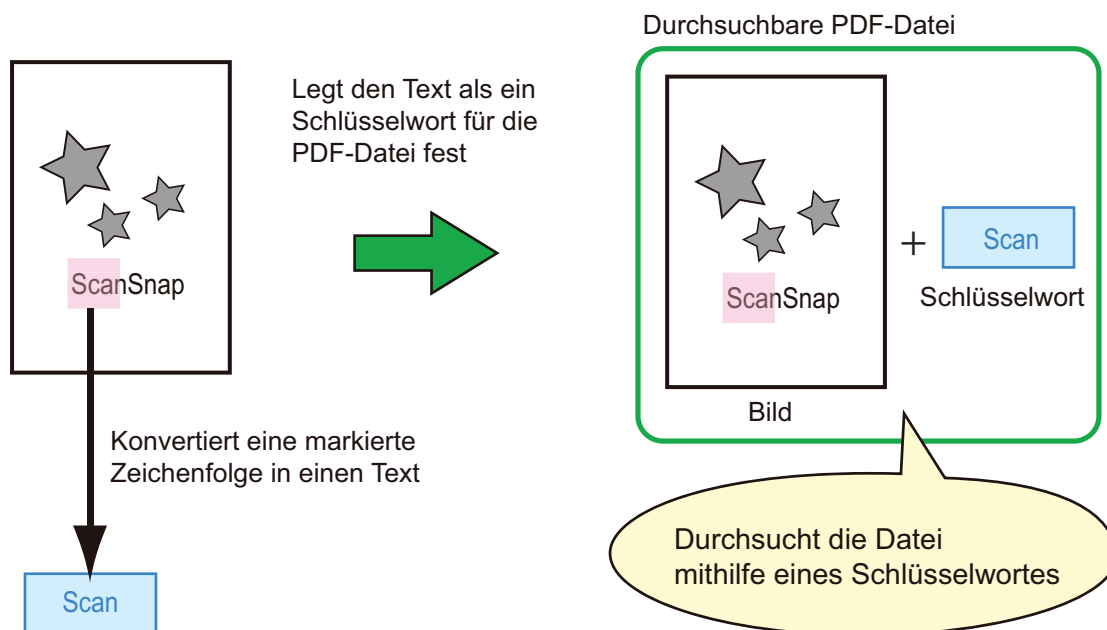 Durchsuchbare PDF-Datei
Legt den Text als ein
Schlüsselwort für die
PDF-Datei fest
ScanSnap
Konvertiert eine markierte
Zeichenfolge in einen Text
Scan
ScanSnap
Bild
+
Scan
Schlüsselwort
Durchsucht die Datei
mithilfe eines Schlüsselwortes